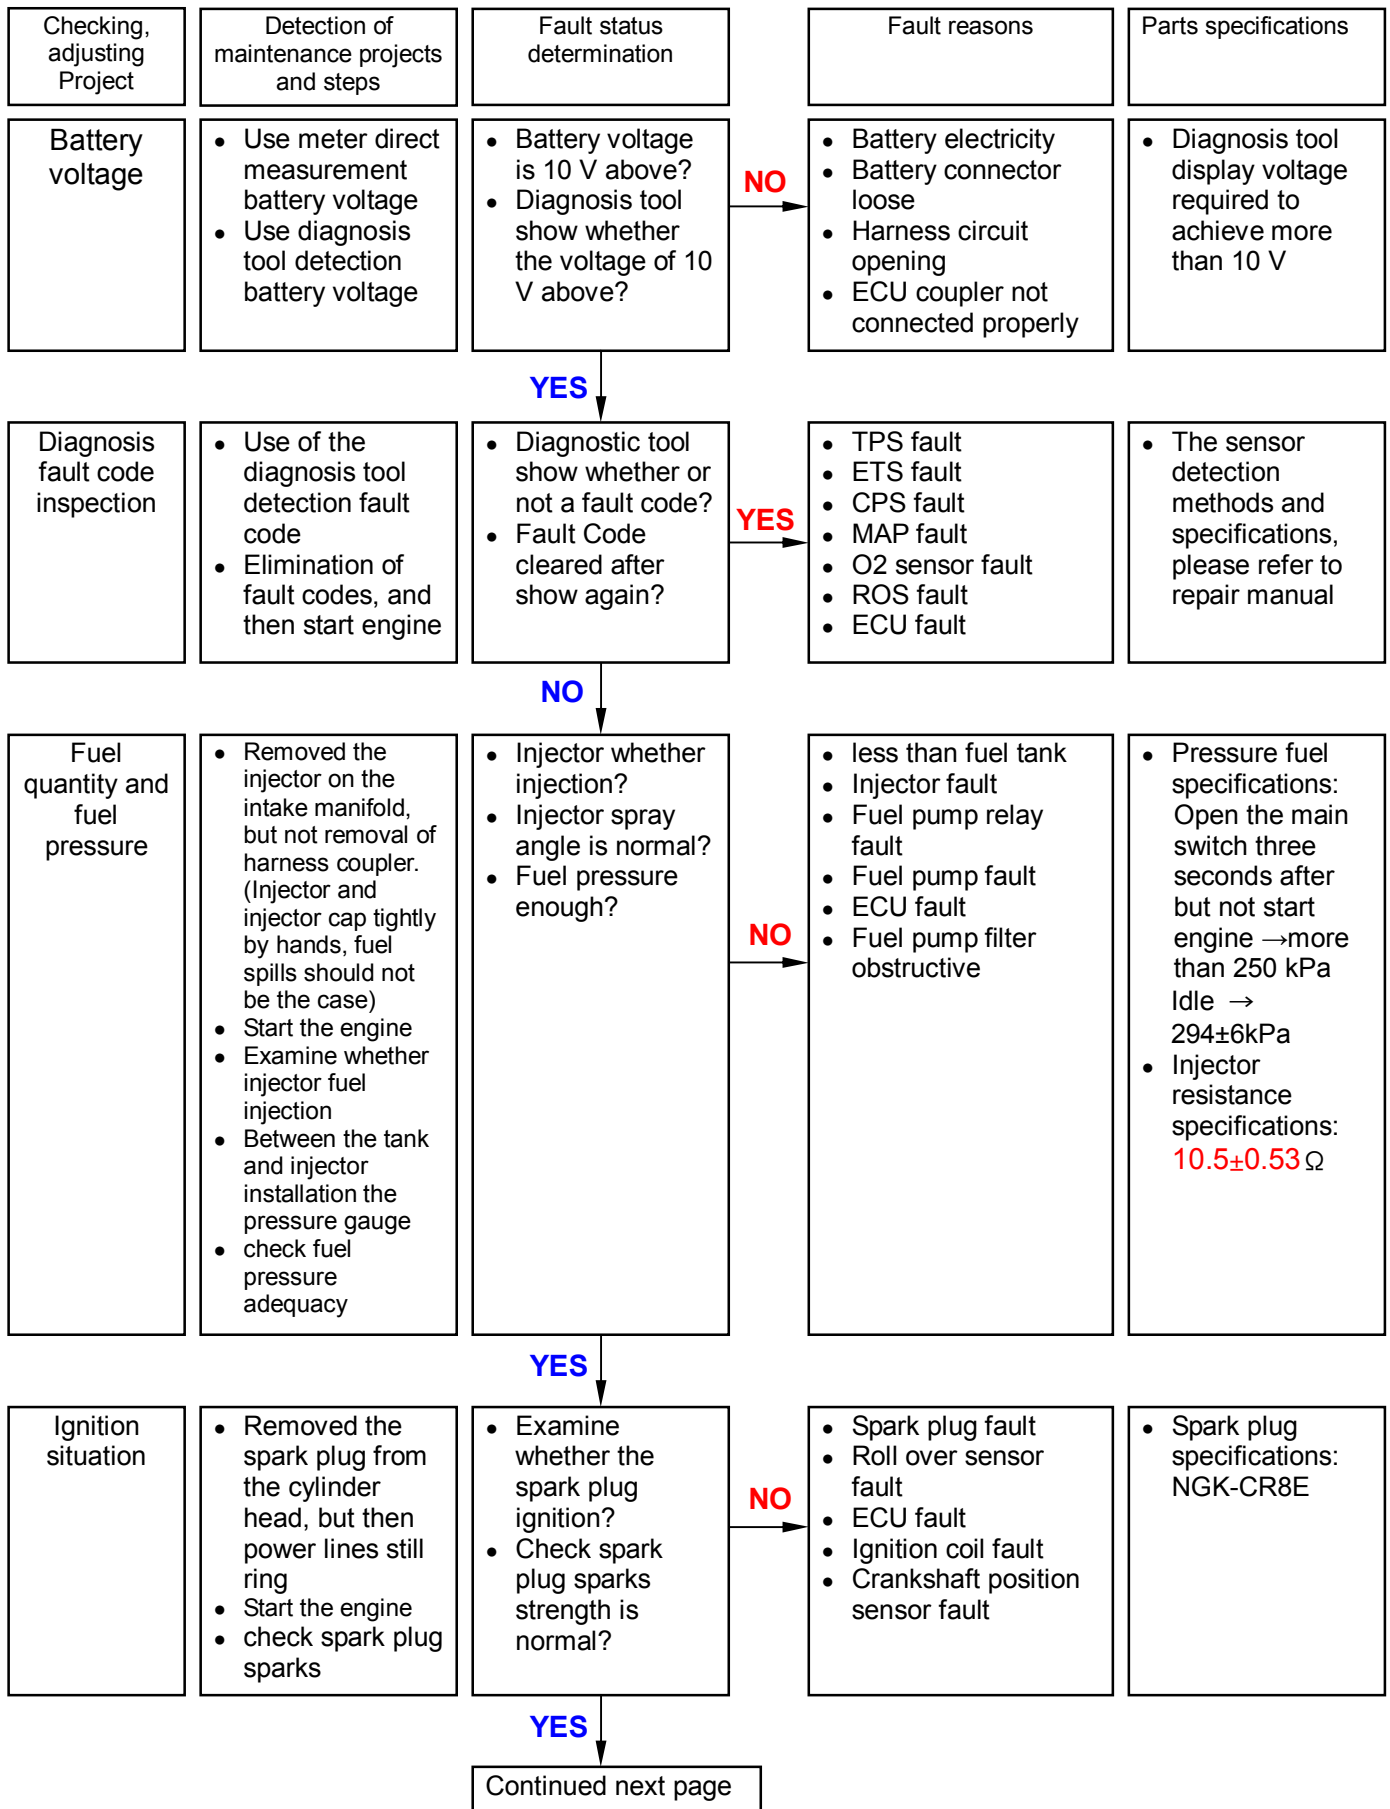 Checking,
adjusting
Project
Detection of
maintenance projects
and steps
Fault status
determination
Fault reasons
Parts specifications
Battery
voltage
• Use meter direct
measurement
battery voltage
• Use diagnosis
tool detection
battery voltage
• Battery voltage
is 10 V above?
• Diagnosis tool
show whether
the voltage of 10
V above?
NO
• Battery electricity
• Battery connector
loose
• Harness circuit
opening
• ECU coupler not
connected properly
• Diagnosis tool
display voltage
required to
achieve more
than 10 V
YES
Diagnosis
fault code
inspection
• Use of the
diagnosis tool
detection fault
code
• Elimination of
fault codes, and
then start engine
• Diagnostic tool
show whether or
not a fault code?
• Fault Code
cleared after
show again?
YES
• TPS fault
• ETS fault
• CPS fault
• MAP fault
• O2 sensor fault
• ROS fault
• ECU fault
• The sensor
detection
methods and
specifications,
please refer to
repair manual
NO
Fuel
quantity and
fuel
pressure
• Removed the
injector on the
intake manifold,
but not removal of
harness coupler.
(Injector and
injector cap tightly
by hands, fuel
spills should not
be the case)
• Start the engine
• Examine whether
injector fuel
injection
• Between the tank
and injector
installation the
pressure gauge
• check fuel
pressure
adequacy
• Injector whether
injection?
• Injector spray
angle is normal?
• Fuel pressure
enough?
NO
• less than fuel tank
• Injector fault
• Fuel pump relay
fault
• Fuel pump fault
• ECU fault
• Fuel pump filter
obstructive
• Pressure fuel
specifications:
Open the main
switch three
seconds after
but not start
engine →more
than 250 kPa
Idle →
294±6kPa
• Injector
resistance
specifications:
10.5±0.53 Ω
YES
Ignition
situation
• Removed the
spark plug from
the cylinder
head, but then
power lines still
ring
• Start the engine
• check spark plug
sparks
• Examine
whether the
spark plug
ignition?
• Check spark
plug sparks
strength is
normal?
NO
• Spark plug fault
• Roll over sensor
fault
• ECU fault
• Ignition coil fault
• Crankshaft position
sensor fault
• Spark plug
specifications:
NGK-CR8E
YES
Continued next page